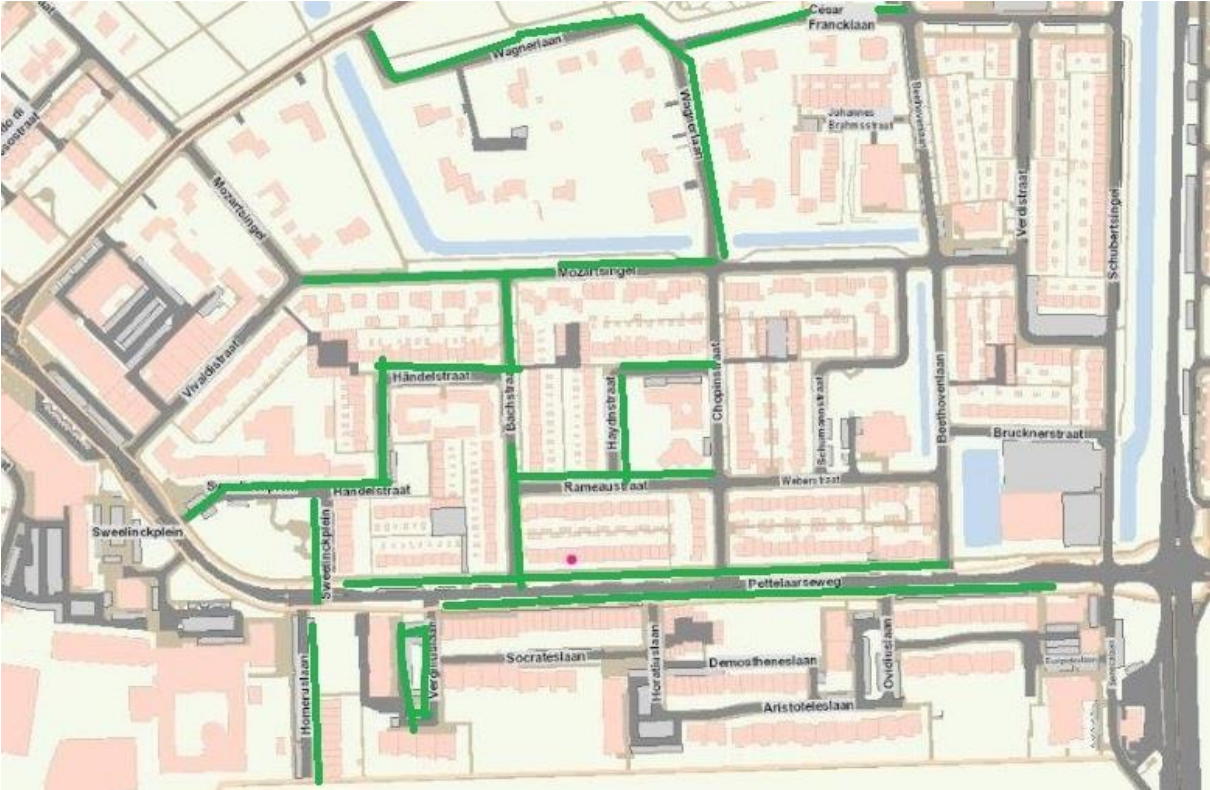 César
Francklaan
Wagnerlaan
Wagnerlaan
Johannes
Brahmsstraat
Beethovenlaan
Verdistraat
Schubertsingel
Mozartsingel
Mozartsingel
Vivaldistraat
Händelstraat
Bachstraat
Haydnstraat
Chopinstraat
Schumannstraat
Beethovenlaan
Brucknerstraat
Händelstraat
Rameaustraat
Weberstraat
Sweelinckplein
Sweelinckplein
Pettelaarseweg
Homeruslaan
Socrateslaan
Horatiuslaan
Demostheneslaan
Ovidiuslaan
Aristoteleslaan